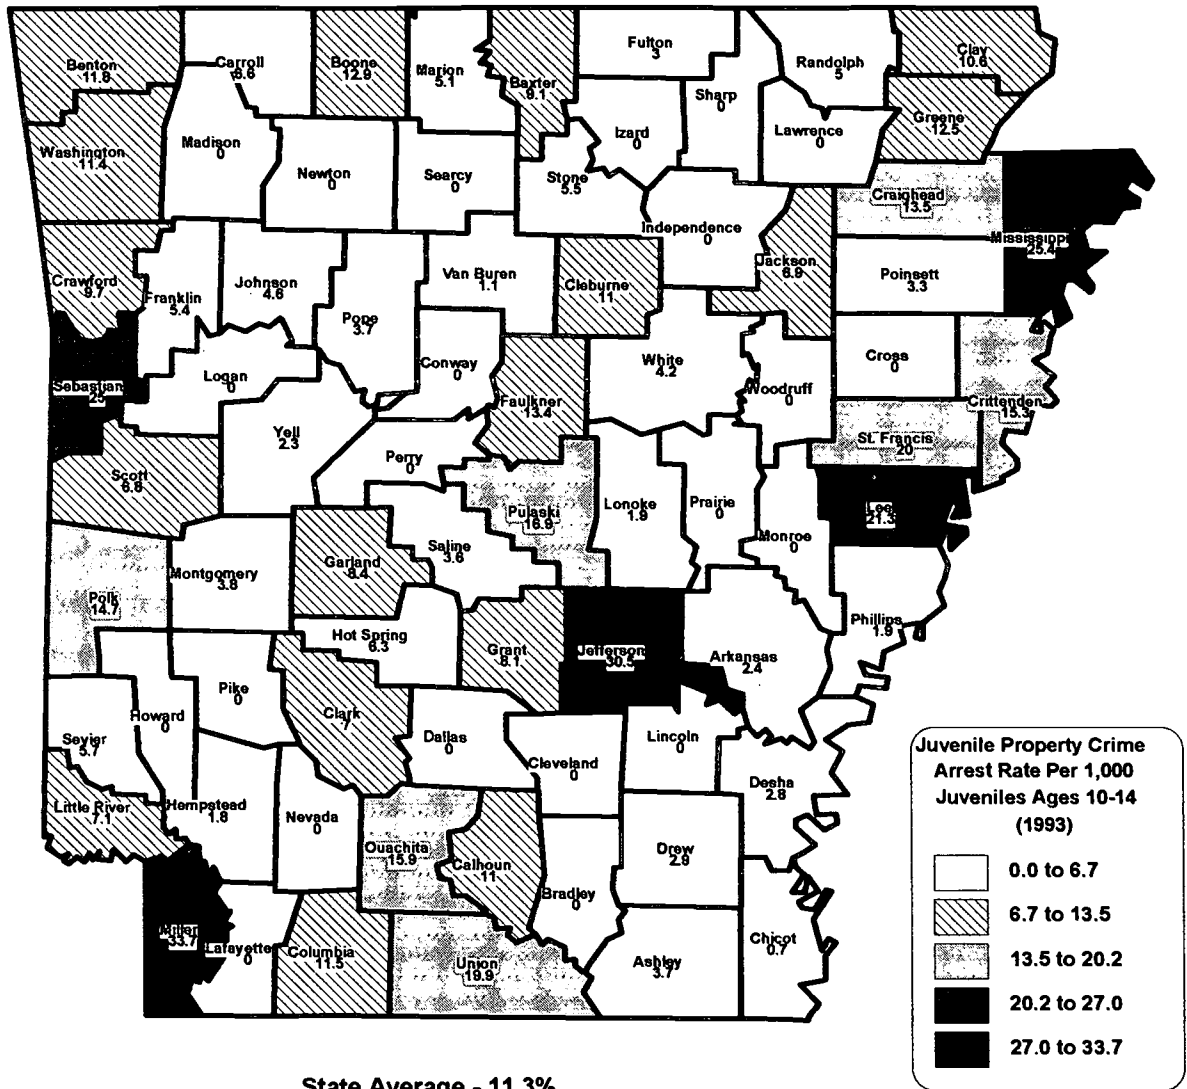 Benton
11.8
Carroll
6.6
Boone
12.9
Marion
5.1
Baxter
9.1
Fulton
3
Sharp
0
Randolph
5
Clay
10.6
Greene
12.5
Lawrence
0
Izard
0
Washington
11.4
Madison
0
Newton
0
Searcy
0
Stone
5.5
Independence
0
Craighead
13.5
Mississippi
25.4
Jackson
6.9
Poinsett
3.3
Crawford
9.7
Franklin
5.4
Johnson
4.6
Pope
3.7
Van Buren
1.1
Cleburne
11
Conway
0
White
4.2
Woodruff
0
Cross
0
Crittenden
15.3
Sebastian
25
Logan
0
Yell
2.3
Faulkner
13.4
St. Francis
20
Perry
0
Scott
6.8
Pulaski
16.9
Lonoke
1.9
Prairie
0
Monroe
0
Lee
21.3
Saline
3.6
Garland
8.4
Montgomery
3.8
Polk
14.7
Hot Spring
6.3
Grant
8.1
Jefferson
30.5
Arkansas
2.4
Phillips
1.9
Pike
0
Howard
0
Clark
7
Dallas
0
Cleveland
0
Lincoln
0
Desha
2.8
Sevier
5.7
Little River
7.1
Hempstead
1.8
Nevada
0
Ouachita
15.9
Calhoun
11
Bradley
0
Drew
2.9
Miller
33.7
Lafayette
0
Columbia
11.5
Union
19.9
Ashley
3.7
Chicot
0.7
Juvenile Property Crime
Arrest Rate Per 1,000
Juveniles Ages 10-14
(1993)
0.0 to 6.7
6.7 to 13.5
13.5 to 20.2
20.2 to 27.0
27.0 to 33.7
State Average - 11.3%